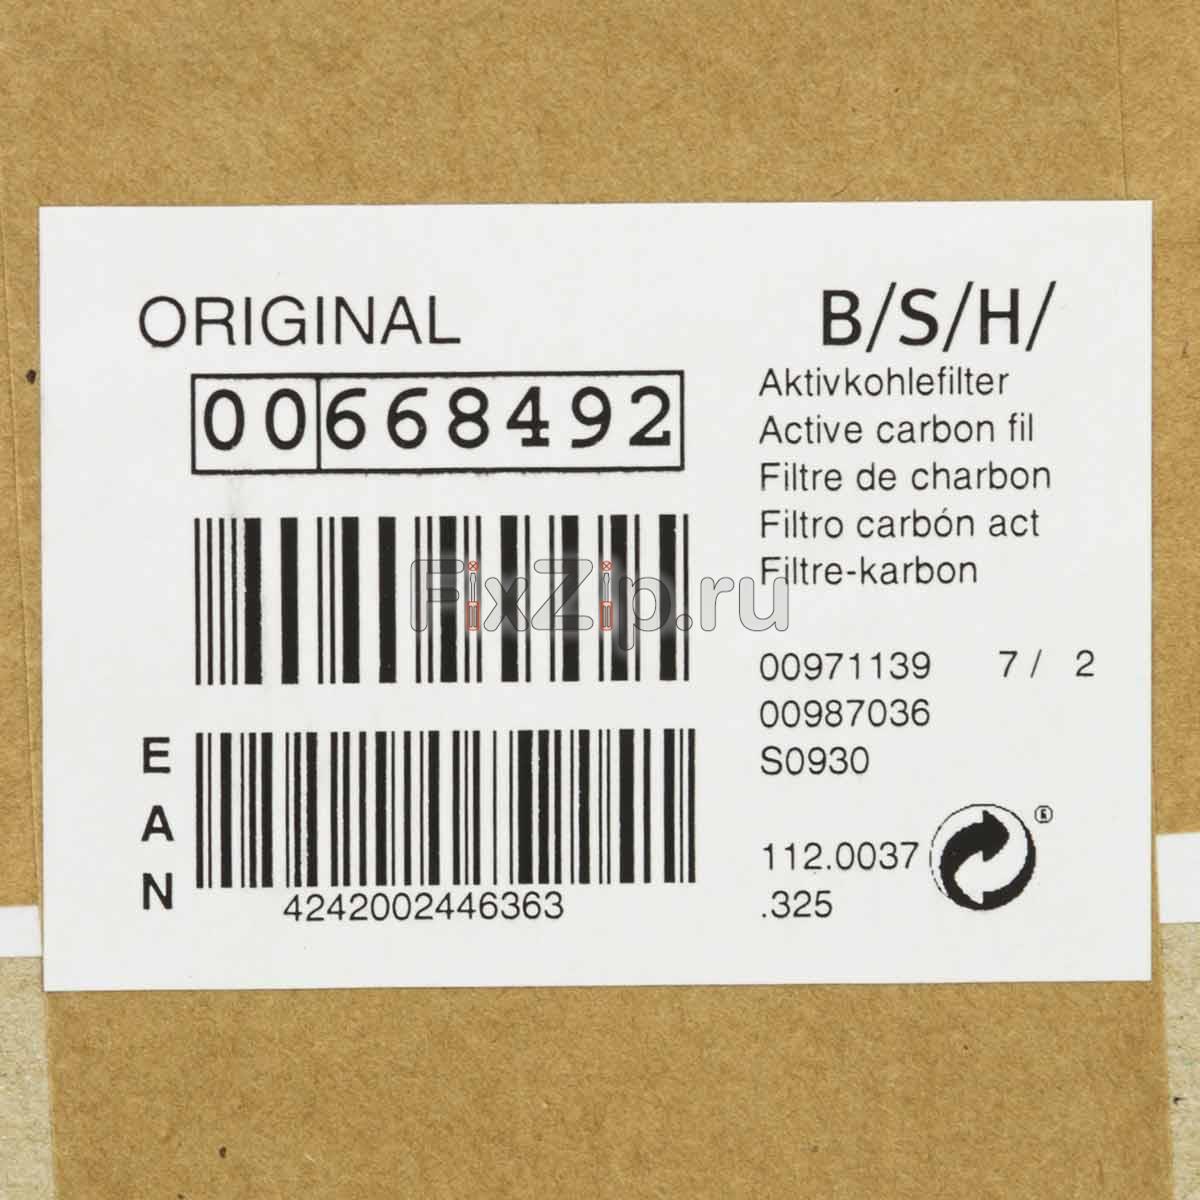 ORIGINAL
B/S/H/
00668492
Aktivkohlefilter
Active carbon fil
Filtre de charbon
Filtro carbón act
Filtre-karbon
FixZip.ru
00971139 7 / 2
00987036
S0930
EAN
4242002446363
112.0037
.325